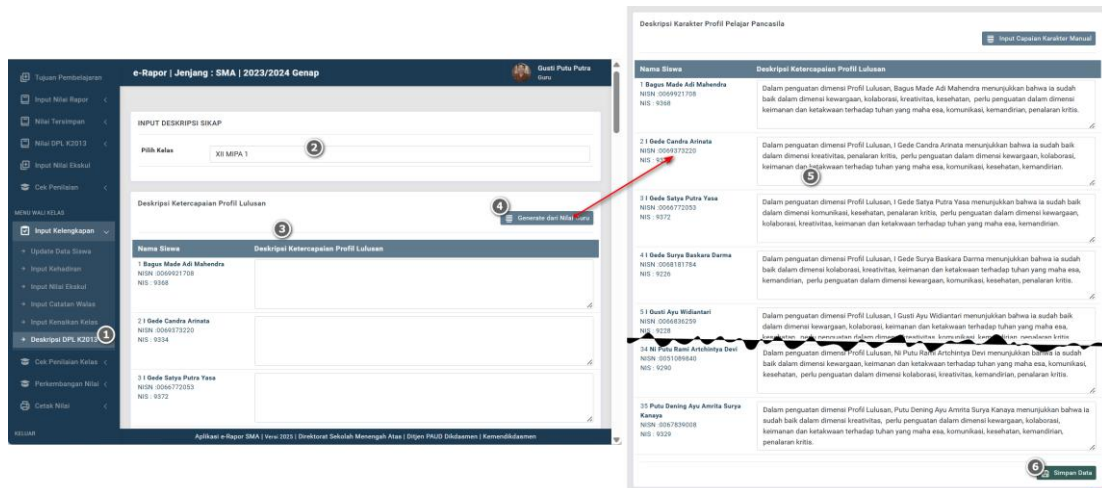 e-Rapor | Jenjang : SMA | 2023/2024 Genap
Gusti Putu Putra
Guru
Tujuan Pembelajaran
Input Nilai Rapor
Nilai Tersimpan
Nilai DPL K2013
Input Nilai Ekskul
Cek Penilaian
MENU WALI KELAS
Input Kelengkapan
Update Data Siswa
Input Kehadiran
Input Nilai Ekskul
Input Catatan Walas
Input Kenaikan Kelas
Deskripsi DPL K2013
1
Cek Penilaian Kelas
Perkembangan Nilai
Cetak Nilai
KELUAR
INPUT DESKRIPSI SIKAP
Pilih Kelas
XII MIPA 1
2
Deskripsi Ketercapaian Profil Lulusan
4
Generate dari Nilai Guru
3
Nama Siswa
Deskripsi Ketercapaian Profil Lulusan
1 Bagus Made Adi Mahendra
NISN :0069921708
NIS : 9368
2 I Gede Candra Arinata
NISN :0069373220
NIS : 9334
3 I Gede Satya Putra Yasa
NISN :0066772053
NIS : 9372
Aplikasi e-Rapor SMA | Versi 2025 | Direktorat Sekolah Menengah Atas | Ditjen PAUD Dikdasmen | Kemendikdasmen
Deskripsi Karakter Profil Pelajar Pancasila
Input Capaian Karakter Manual
Nama Siswa
Deskripsi Ketercapaian Profil Lulusan
1 Bagus Made Adi Mahendra
NISN :0069921708
NIS : 9368
Dalam penguatan dimensi Profil Lulusan, Bagus Made Adi Mahendra menunjukkan bahwa ia sudah
baik dalam dimensi kewargaan, kolaborasi, kreativitas, kesehatan, perlu penguatan dalam dimensi
keimanan dan ketakwaan terhadap tuhan yang maha esa, komunikasi, kemandirian, penalaran kritis.
2 I Gede Candra Arinata
NISN :0069373220
NIS :
Dalam penguatan dimensi Profil Lulusan, I Gede Candra Arinata menunjukkan bahwa ia sudah baik
dalam dimensi kreativitas, penalaran kritis, perlu penguatan dalam dimensi kewargaan, kolaborasi,
keimanan dan ketakwaan terhadap tuhan yang maha esa, komunikasi, kesehatan, kemandirian.
5
3 I Gede Satya Putra Yasa
NISN :0066772053
NIS : 9372
Dalam penguatan dimensi Profil Lulusan, I Gede Satya Putra Yasa menunjukkan bahwa ia sudah baik
dalam dimensi komunikasi, kesehatan, penalaran kritis, perlu penguatan dalam dimensi kewargaan,
kolaborasi, kreativitas, keimanan dan ketakwaan terhadap tuhan yang maha esa, kemandirian.
4 I Gede Surya Baskara Darma
NISN :0068181784
NIS : 9226
Dalam penguatan dimensi Profil Lulusan, I Gede Surya Baskara Darma menunjukkan bahwa ia sudah
baik dalam dimensi kolaborasi, kreativitas, keimanan dan ketakwaan terhadap tuhan yang maha esa,
kemandirian, perlu penguatan dalam dimensi kewargaan, komunikasi, kesehatan, penalaran kritis.
5 I Gusti Ayu Widiantari
NISN :0066836259
NIS : 9228
Dalam penguatan dimensi Profil Lulusan, I Gusti Ayu Widiantari menunjukkan bahwa ia sudah baik
dalam dimensi kewargaan, kolaborasi, keimanan dan ketakwaan terhadap tuhan yang maha esa,
34 Ni Putu Rami Artchintya Devi
NISN :0051089840
NIS : 9290
Dalam penguatan dimensi Profil Lulusan, Ni Putu Rami Artchintya Devi menunjukkan bahwa ia sudah
baik dalam dimensi kewargaan, keimanan dan ketakwaan terhadap tuhan yang maha esa, komunikasi,
kesehatan, perlu penguatan dalam dimensi kolaborasi, kreativitas, kemandirian, penalaran kritis.
35 Putu Dening Ayu Amrita Surya
Kanaya
NISN :0067839008
NIS : 9329
Dalam penguatan dimensi Profil Lulusan, Putu Dening Ayu Amrita Surya Kanaya menunjukkan bahwa ia
sudah baik dalam dimensi kreativitas, perlu penguatan dalam dimensi kewargaan, kolaborasi,
keimanan dan ketakwaan terhadap tuhan yang maha esa, komunikasi, kesehatan, kemandirian,
penalaran kritis.
6
Simpan Data